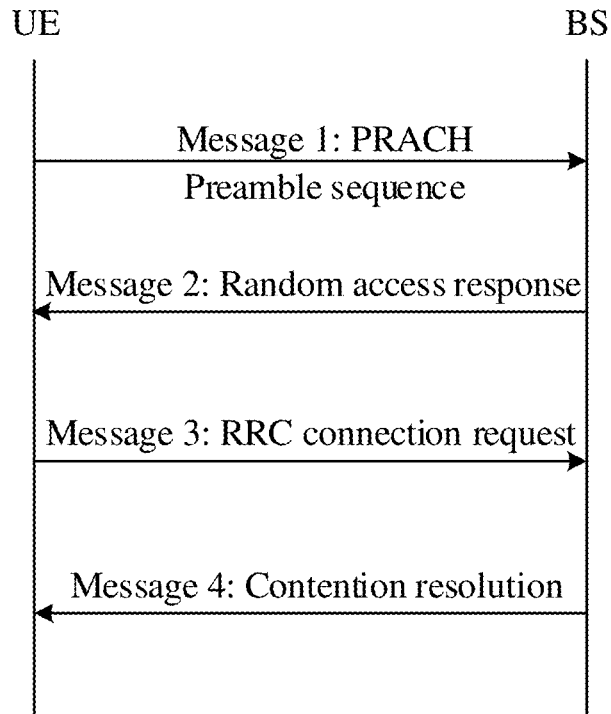 UE
BS
Message 1: PRACH
Preamble sequence
Message 2: Random access response
Message 3: RRC connection request
Message 4: Contention resolution